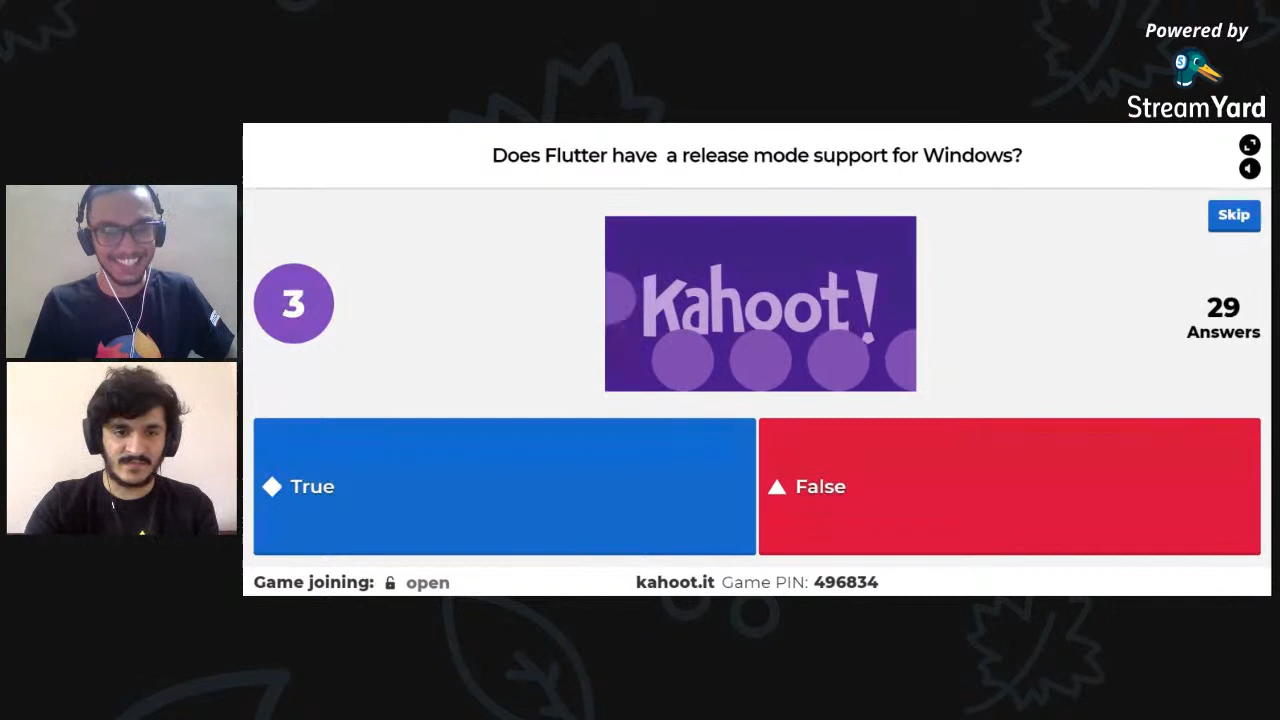 Powered by
StreamYard
Does Flutter have a release mode support for Windows?
Skip
3
Kahoot!
29
Answers
True
False
Game joining: open
kahoot.it Game PIN: 496834